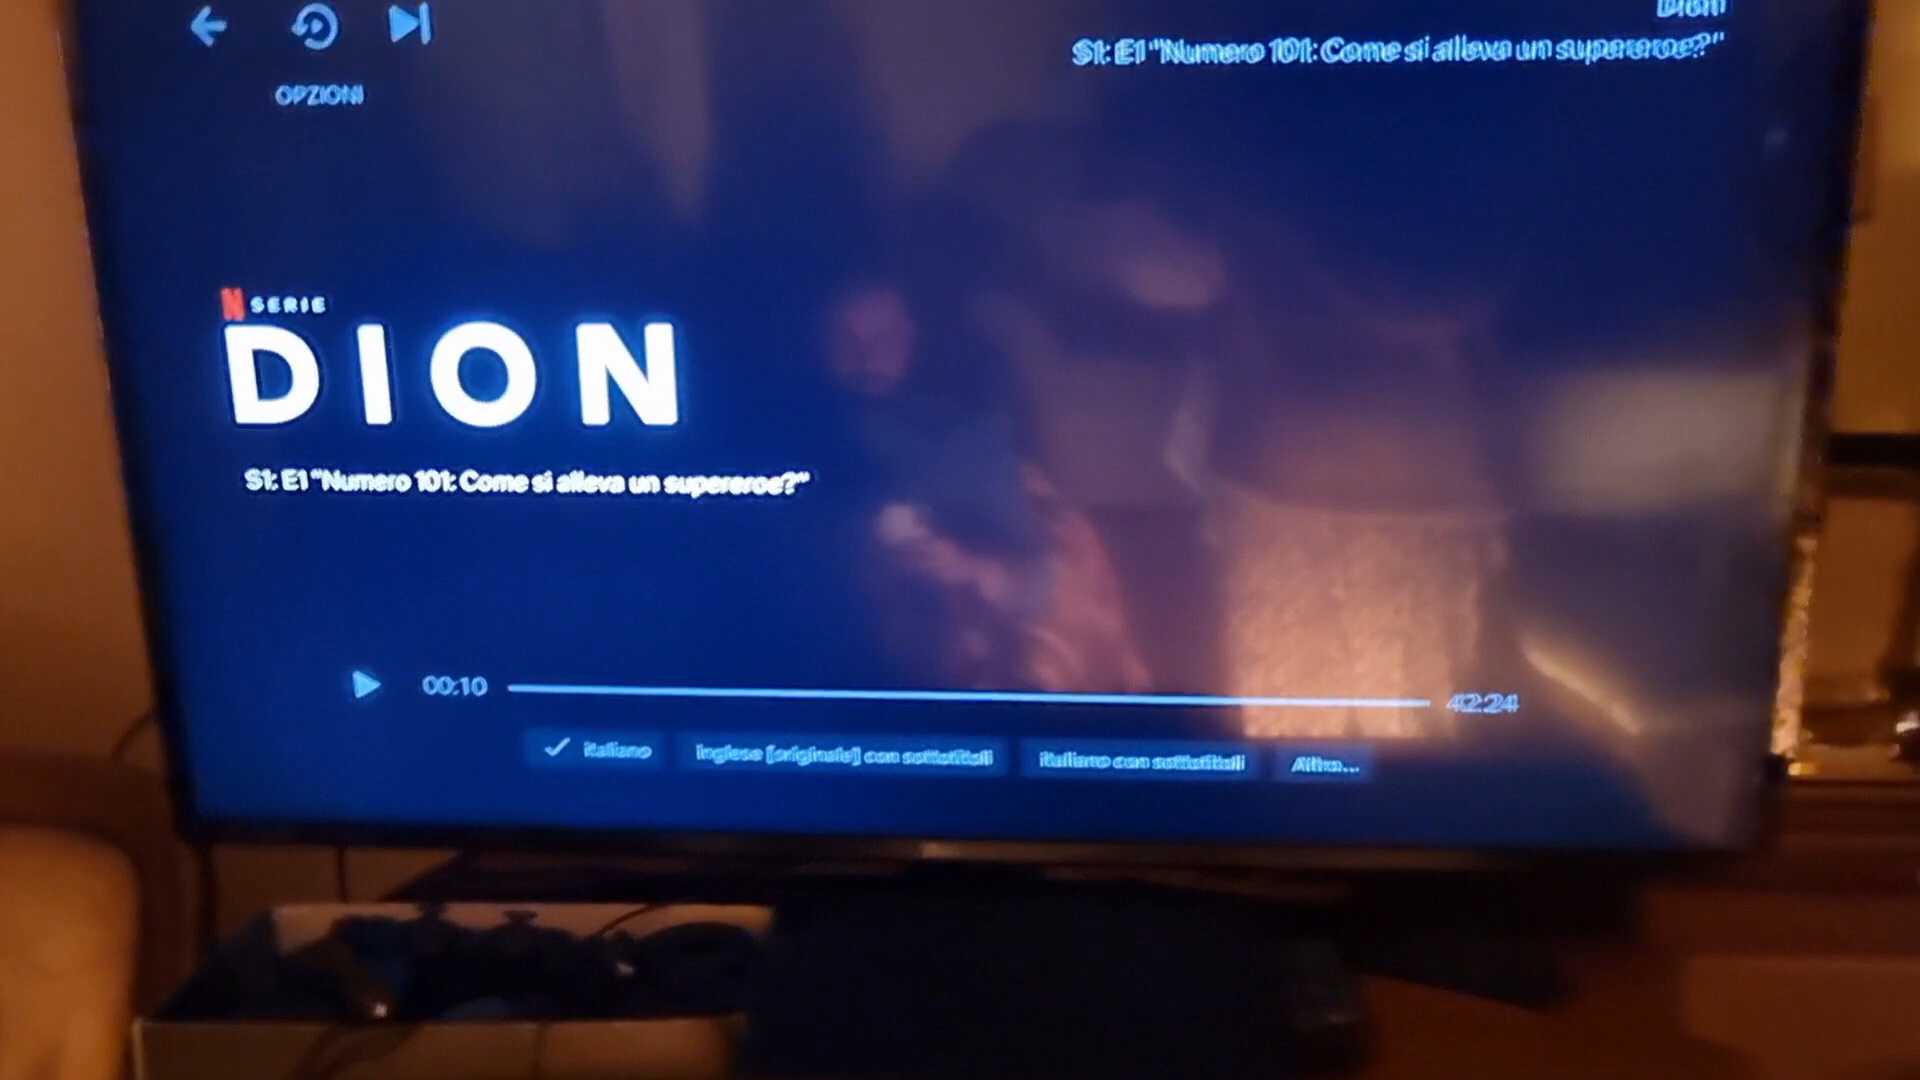 Dion
S1: E1 "Numero 101: Come si alleva un supereroe?"
OPZIONI
N SERIE
DION
S1: E1 "Numero 101: Come si alleva un supereroe?"
00:10
42:24
Italiano
Inglese [originale] con sottotitoli
Italiano con sottotitoli
Altro...